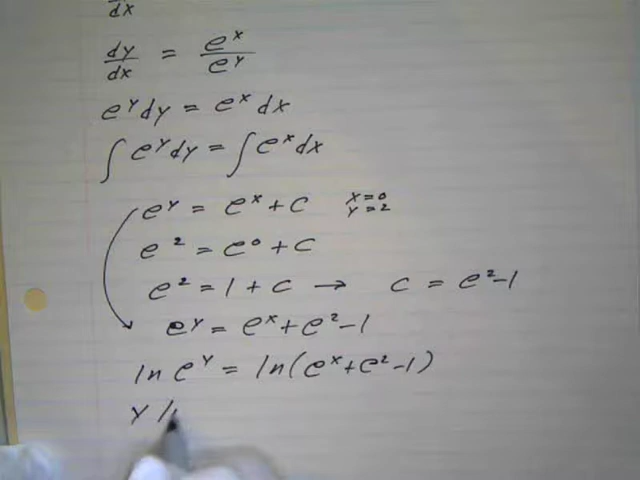 dx
dy/dx = e^x/e^y
e^y dy = e^x dx
∫ e^y dy = ∫ e^x dx
e^y = e^x + C x=0
y=2
e^2 = e^0 + C
e^2 = 1 + C → C = e^2-1
e^y = e^x + e^2 - 1
ln e^y = ln(e^x + e^2 - 1)
y l